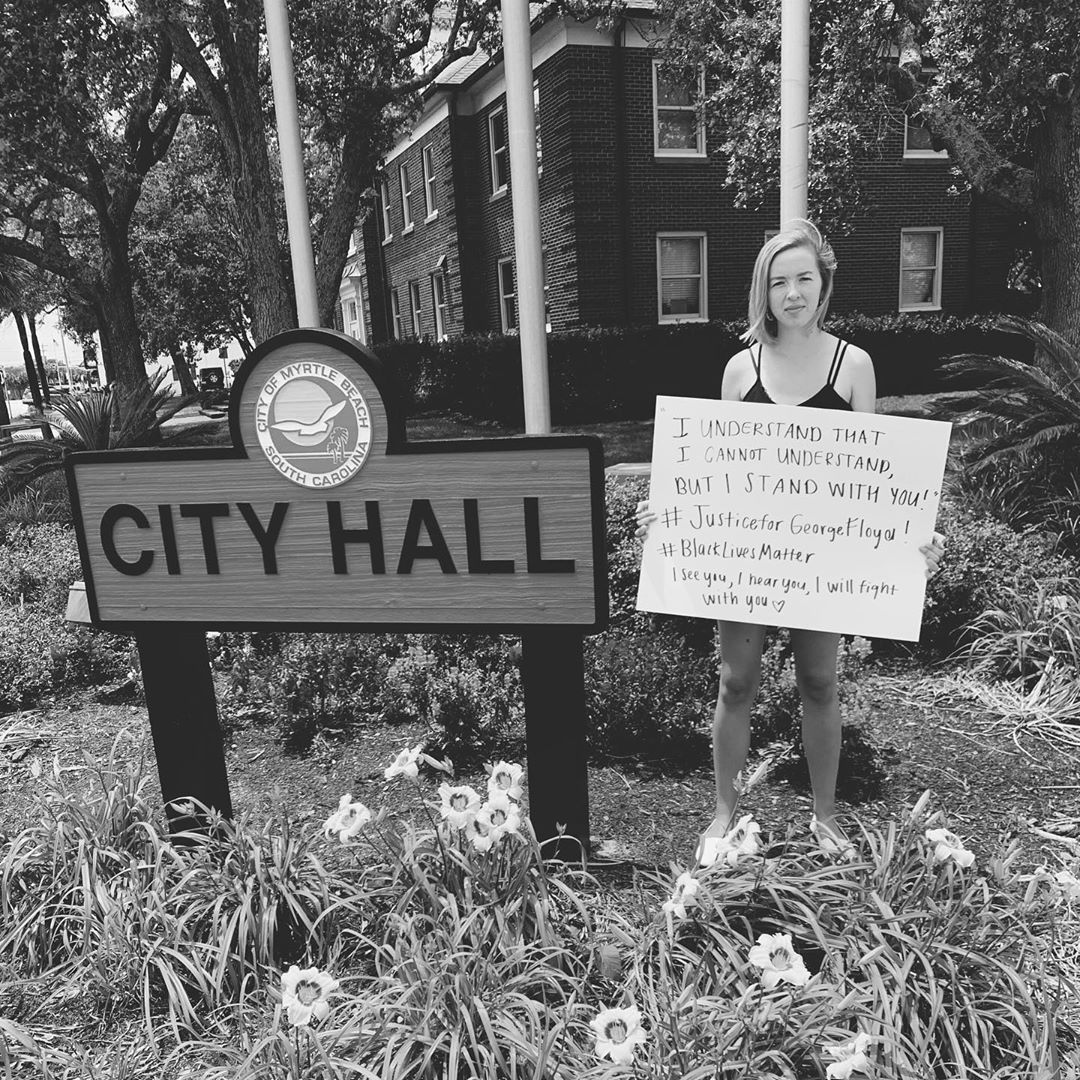 CITY OF MYRTLE BEACH
SOUTH CAROLINA
CITY HALL
"I UNDERSTAND THAT
I CANNOT UNDERSTAND,
BUT I STAND WITH YOU!"
#JusticeforGeorgeFloyd!
#BlackLivesMatter
I see you, I hear you, I will fight
with you ♡